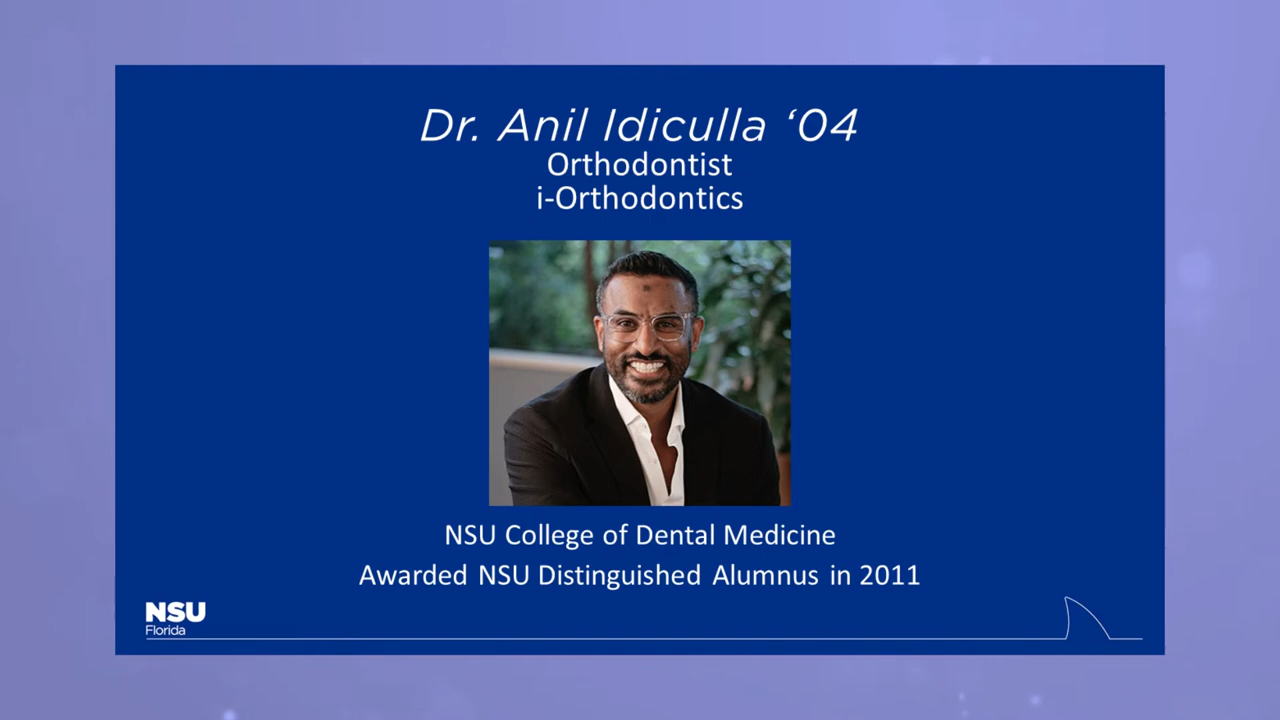 Dr. Anil Idiculla ‘04
Orthodontist
i-Orthodontics
NSU College of Dental Medicine
Awarded NSU Distinguished Alumnus in 2011
NSU
Florida